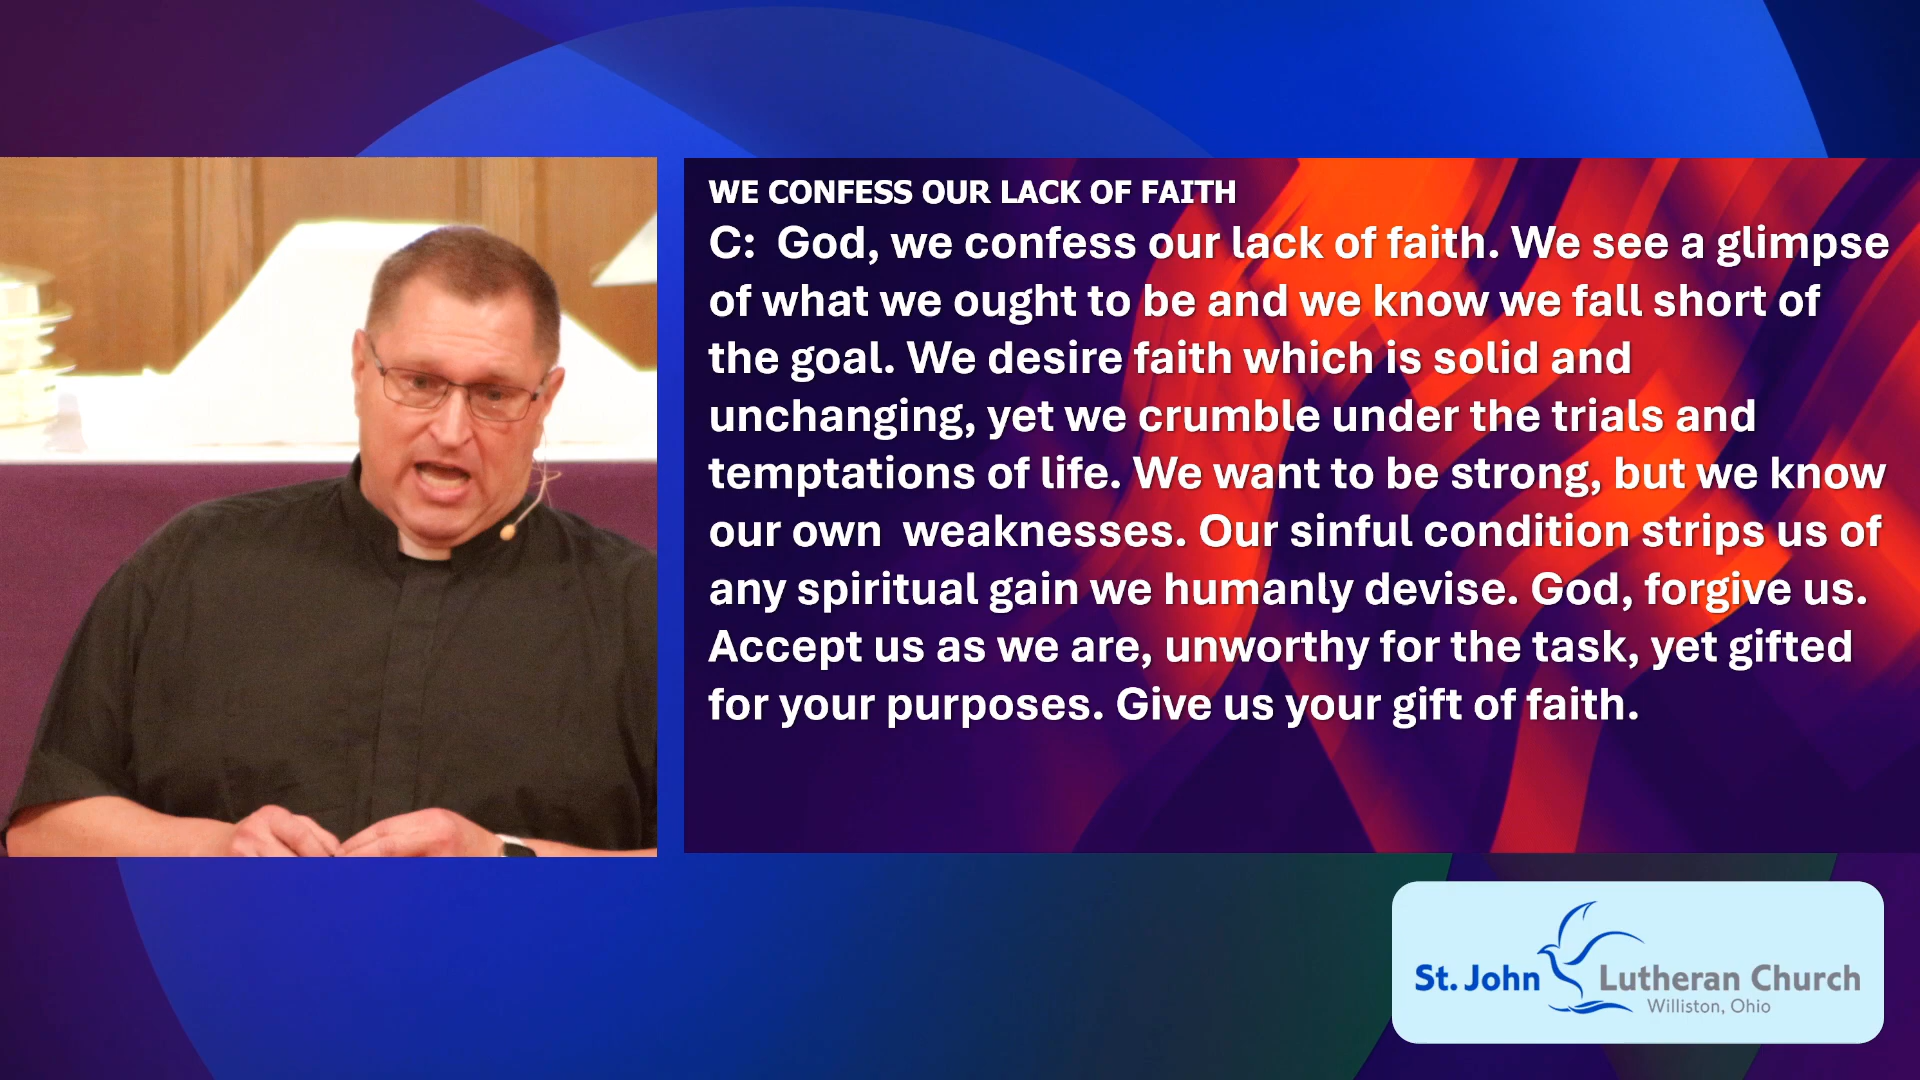 WE CONFESS OUR LACK OF FAITH
C:  God, we confess our lack of faith. We see a glimpse
of what we ought to be and we know we fall short of
the goal. We desire faith which is solid and
unchanging, yet we crumble under the trials and
temptations of life. We want to be strong, but we know
our own  weaknesses. Our sinful condition strips us of
any spiritual gain we humanly devise. God, forgive us.
Accept us as we are, unworthy for the task, yet gifted
for your purposes. Give us your gift of faith.
St. John Lutheran Church
Williston, Ohio